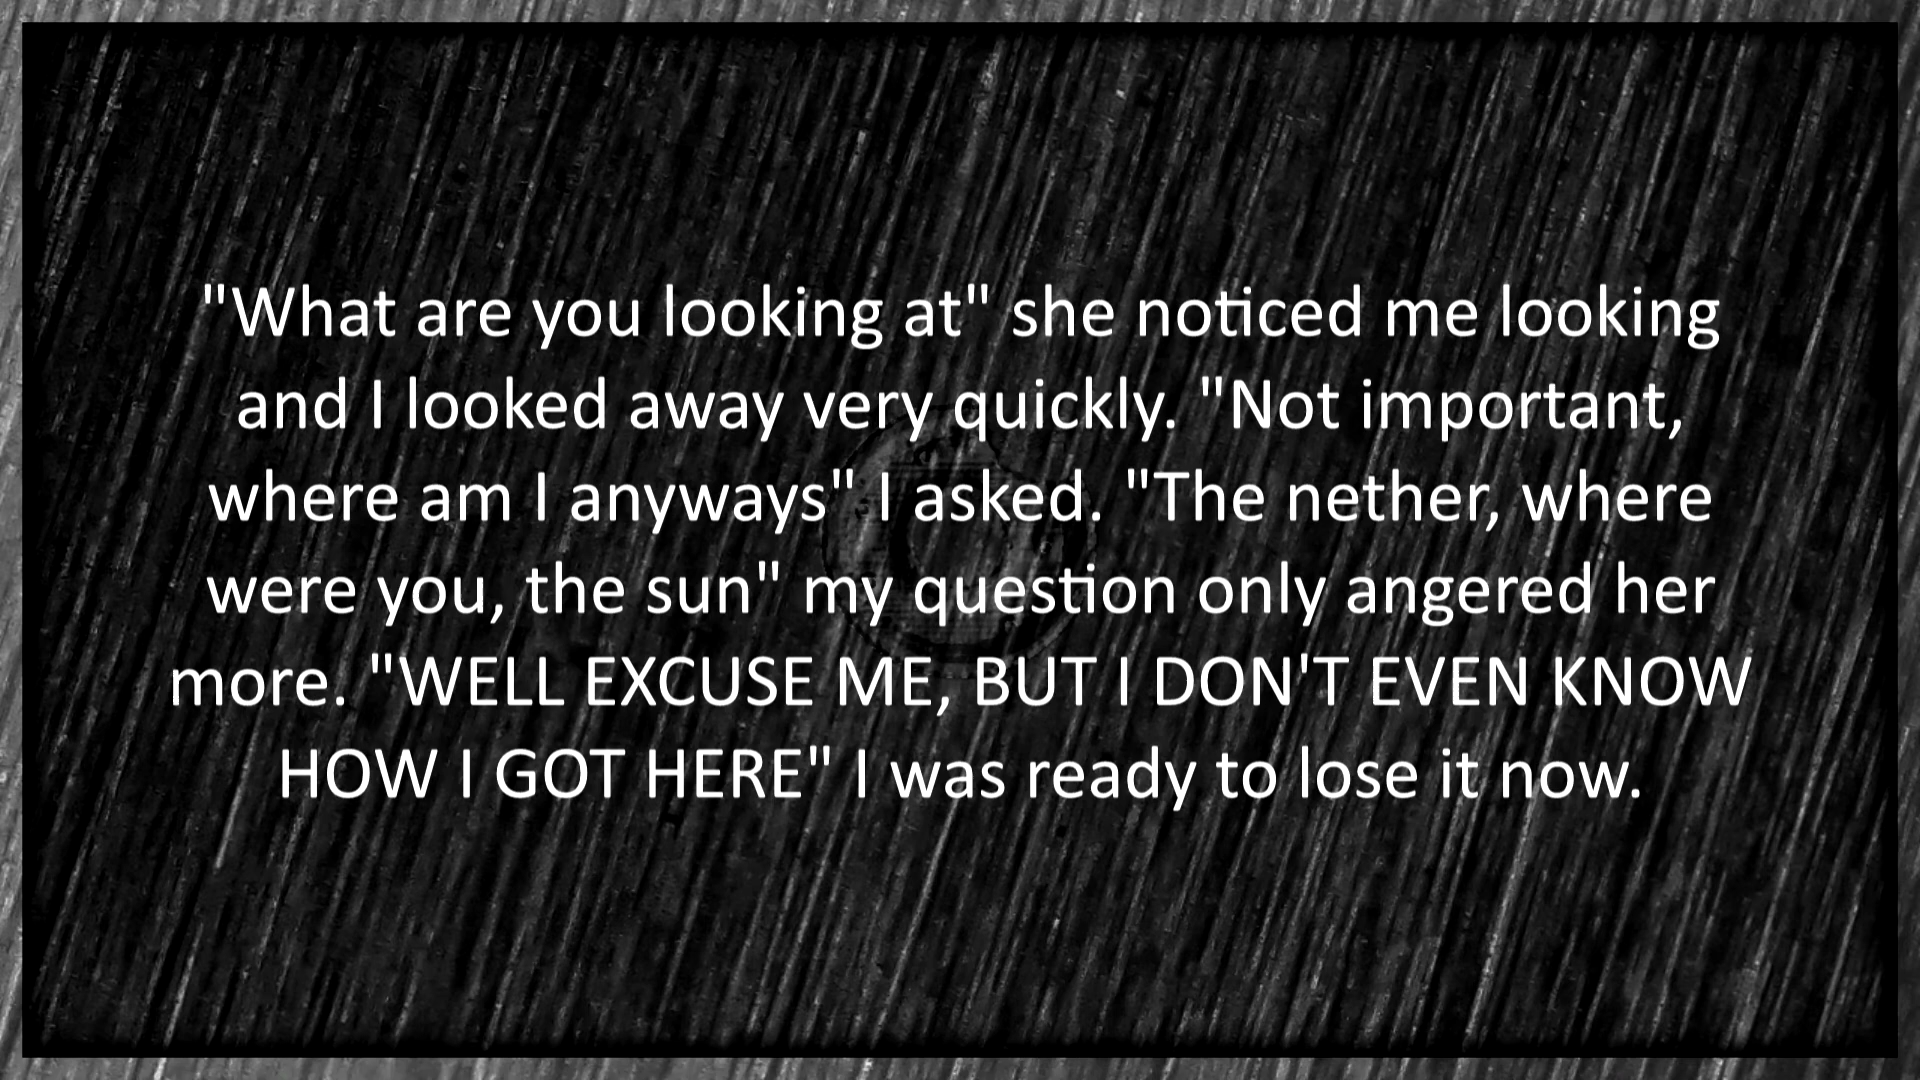 "What are you looking at" she noticed me looking
and I looked away very quickly. "Not important,
where am I anyways" I asked. "The nether, where
were you, the sun" my question only angered her
more. "WELL EXCUSE ME, BUT I DON'T EVEN KNOW
HOW I GOT HERE" I was ready to lose it now.